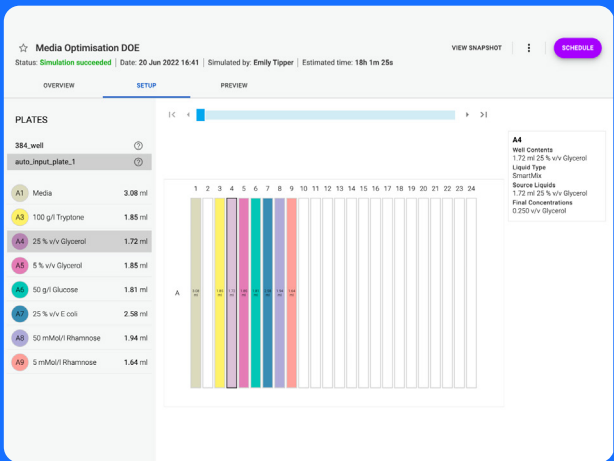 Media Optimisation DOE
VIEW SNAPSHOT
SCHEDULE
Status: Simulation succeeded | Date: 20 Jun 2022 16:41 | Simulated by: Emily Tipper | Estimated time: 18h 1m 25s
OVERVIEW
SETUP
PREVIEW
PLATES
384_well
auto_input_plate_1
A1 Media 3.08 ml
A3 100 g/l Tryptone 1.85 ml
A4 25 % v/v Glycerol 1.72 ml
A5 5 % v/v Glycerol 1.85 ml
A6 50 g/l Glucose 1.81 ml
A7 25 % v/v E coli 2.58 ml
A8 50 mMol/l Rhamnose 1.94 ml
A9 5 mMol/l Rhamnose 1.64 ml
1 2 3 4 5 6 7 8 9 10 11 12 13 14 15 16 17 18 19 20 21 22 23 24
A
A4
Well Contents
1.72 ml 25 % v/v Glycerol
Liquid Type
SmartMix
Source Liquids
1.72 ml 25 % v/v Glycerol
Final Concentrations
0.250 v/v Glycerol